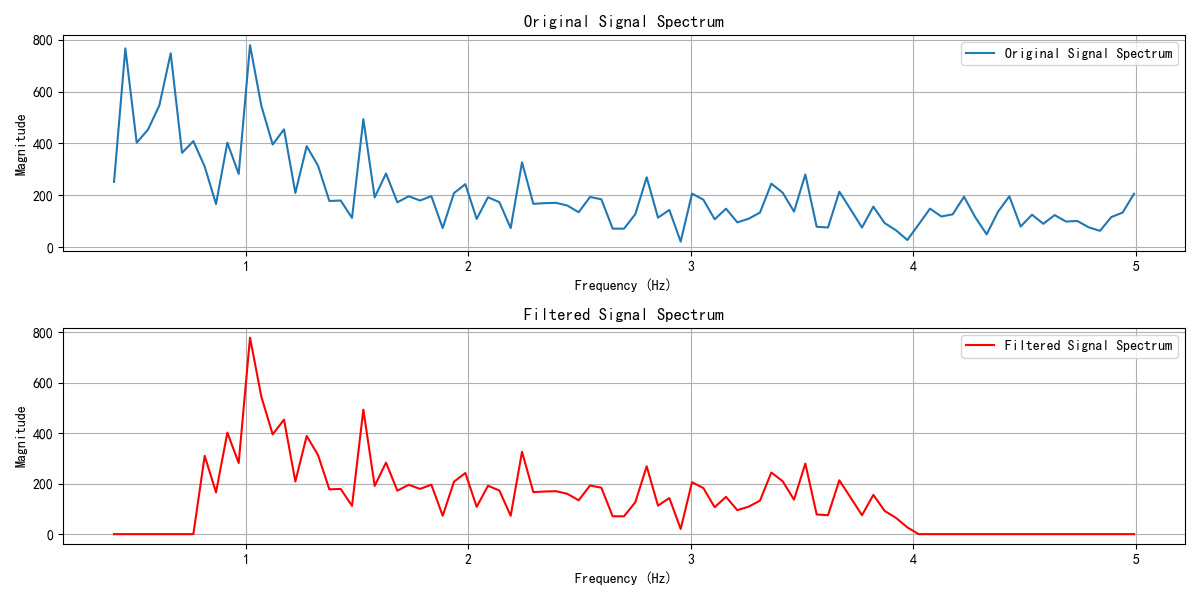 Original Signal Spectrum
800
600
400
200
0
Magnitude
Original Signal Spectrum
1
2
3
4
5
Frequency (Hz)
Filtered Signal Spectrum
800
600
400
200
0
Magnitude
Filtered Signal Spectrum
1
2
3
4
5
Frequency (Hz)